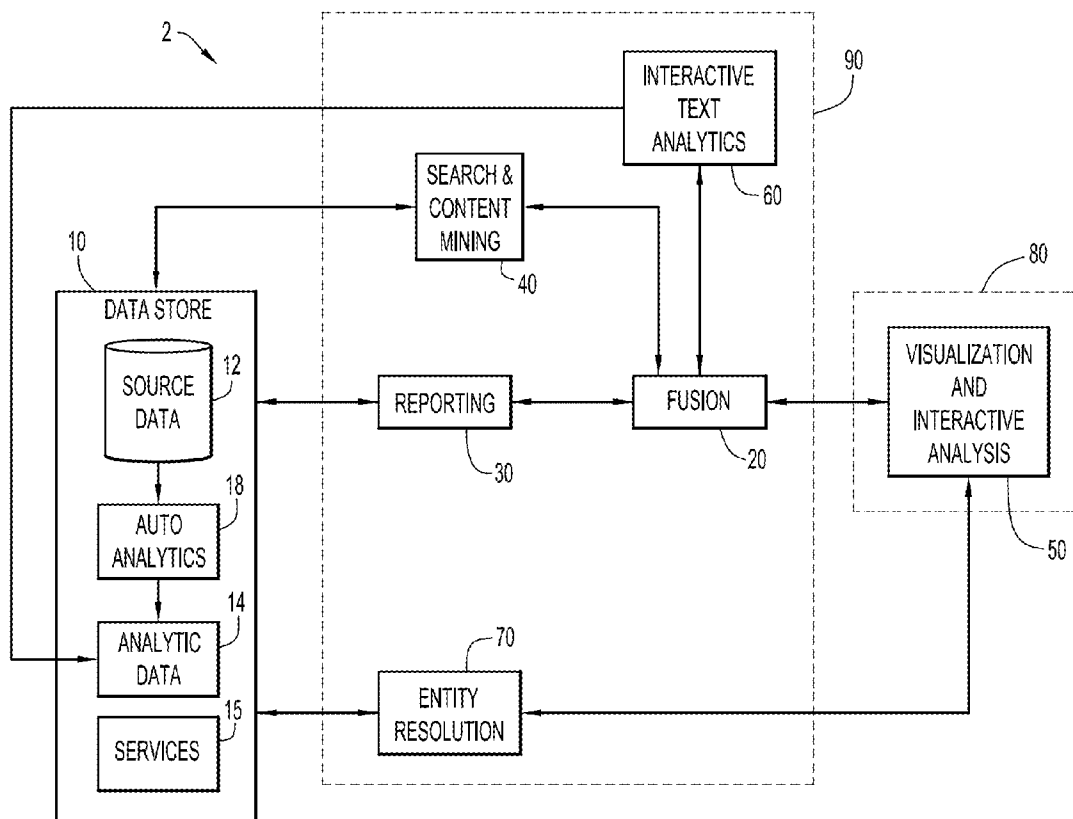 2
INTERACTIVE
TEXT
ANALYTICS
60
90
SEARCH &
CONTENT
MINING
40
10
DATA STORE
12
SOURCE
DATA
REPORTING
30
FUSION
20
80
VISUALIZATION
AND
INTERACTIVE
ANALYSIS
50
18
AUTO
ANALYTICS
14
ANALYTIC
DATA
15
SERVICES
70
ENTITY
RESOLUTION